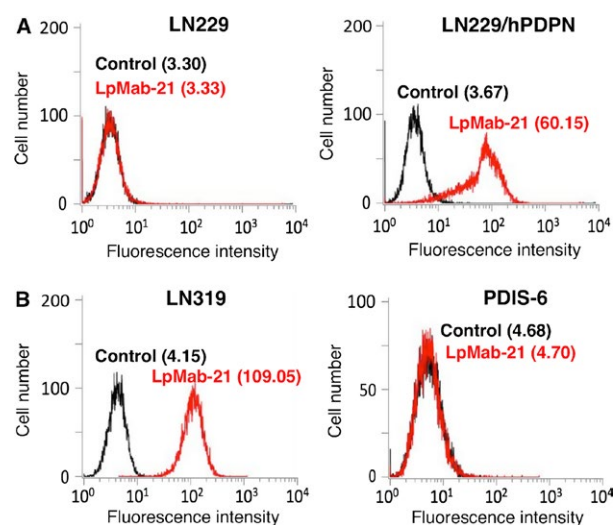 A
LN229
Control (3.30)
LpMab-21 (3.33)
Cell number
200
100
0
10⁰ 10¹ 10² 10³ 10⁴
Fluorescence intensity
LN229/hPDPN
Control (3.67)
LpMab-21 (60.15)
Cell number
200
100
0
10⁰ 10¹ 10² 10³ 10⁴
Fluorescence intensity
B
LN319
Control (4.15)
LpMab-21 (109.05)
Cell number
200
100
0
10⁰ 10¹ 10² 10³ 10⁴
Fluorescence intensity
PDIS-6
Control (4.68)
LpMab-21 (4.70)
Cell number
100
50
0
10⁰ 10¹ 10² 10³ 10⁴
Fluorescence intensity